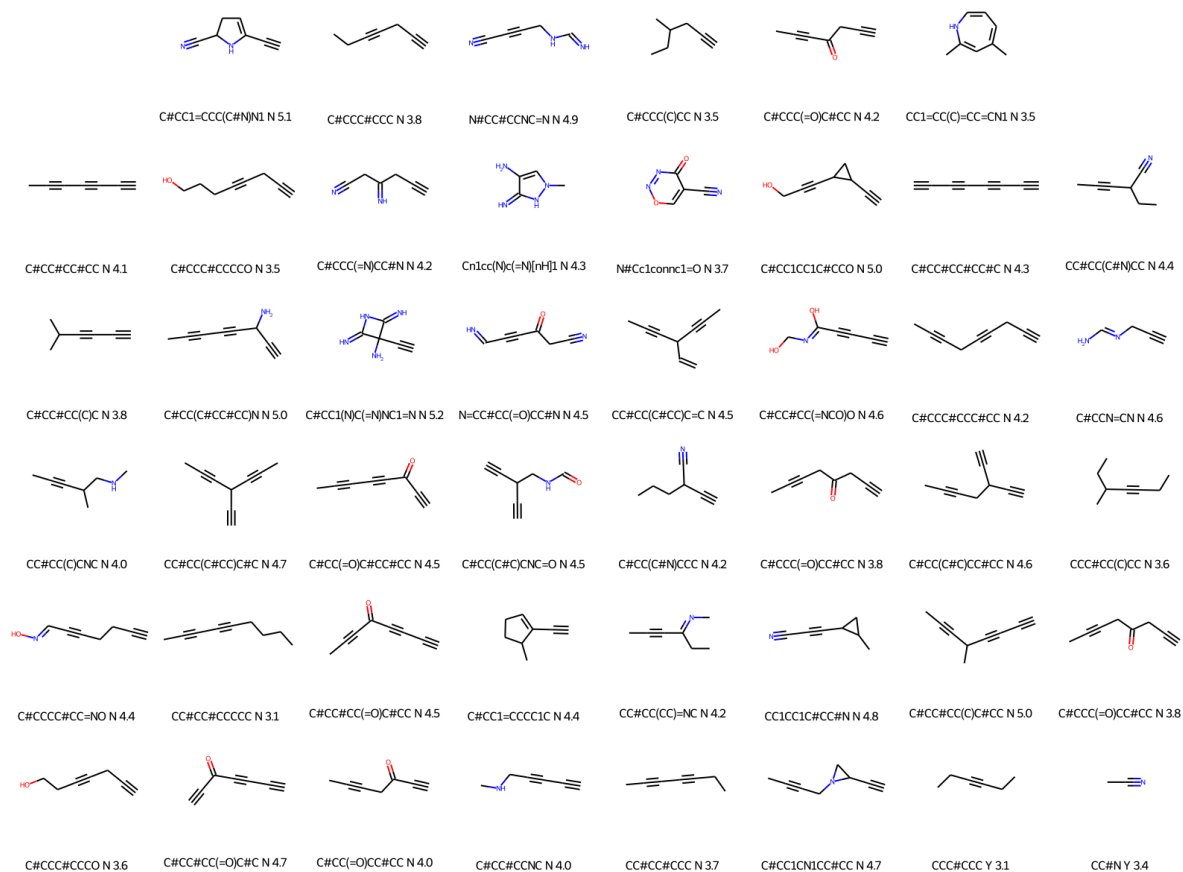 C#CC1=CCC(C#N)N1 N 5.1
C#CCC#CCC N 3.8
N#CC#CCNC=N N 4.9
C#CCC(C)CC N 3.5
C#CCC(=O)C#CC N 4.2
CC1=CC(C)=CC=CN1 N 3.5
C#CC#CC#CC N 4.1
C#CCC#CCCCO N 3.5
C#CCC(=N)CC#N N 4.2
Cn1cc(N)c(=N)[nH]1 N 4.3
N#Cc1connc1=O N 3.7
C#CC1CC1C#CCO N 5.0
C#CC#CC#CC#C N 4.3
CC#CC(C#N)CC N 4.4
C#CC#CC(C)C N 3.8
C#CC(C#CC#CC)N N 5.0
C#CC1(N)C(=N)NC1=N N 5.2
N=CC#CC(=O)CC#N N 4.5
CC#CC(C#CC)C=C N 4.5
C#CC#CC(=NCO)O N 4.6
C#CCC#CCC#CC N 4.2
C#CCN=CN N 4.6
CC#CC(C)CNC N 4.0
CC#CC(C#CC)C#C N 4.7
C#CC(=O)C#CC#CC N 4.5
C#CC(C#C)CNC=O N 4.5
C#CC(C#N)CCC N 4.2
C#CCC(=O)CC#CC N 3.8
C#CC(C#C)CC#CC N 4.6
CCC#CC(C)CC N 3.6
C#CCCC#CC=NO N 4.4
CC#CC#CCCCC N 3.1
C#CC#CC(=O)C#CC N 4.5
C#CC1=CCCC1C N 4.4
CC#CC(CC)=NC N 4.2
CC1CC1C#CC#N N 4.8
C#CC#CC(C)C#CC N 5.0
C#CCC(=O)CC#CC N 3.8
C#CCC#CCCO N 3.6
C#CC#CC(=O)C#C N 4.7
C#CC(=O)CC#CC N 4.0
C#CC#CCNC N 4.0
CC#CC#CCC N 3.7
C#CC1CN1CC#CC N 4.7
CCC#CCC Y 3.1
CC#N Y 3.4